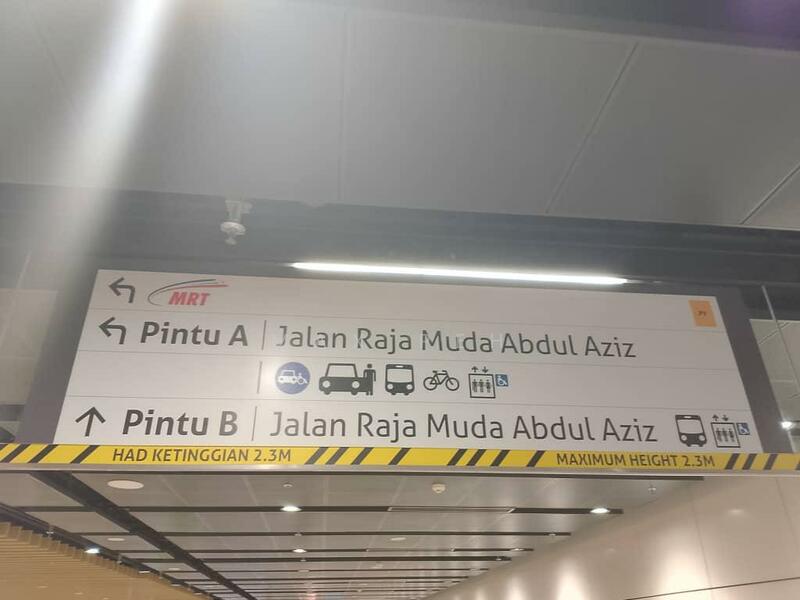 MRT
Pintu A Jalan Raja Muda Abdul Aziz
Pintu B Jalan Raja Muda Abdul Aziz
HAD KETINGGIAN 2.3M MAXIMUM HEIGHT 2.3M